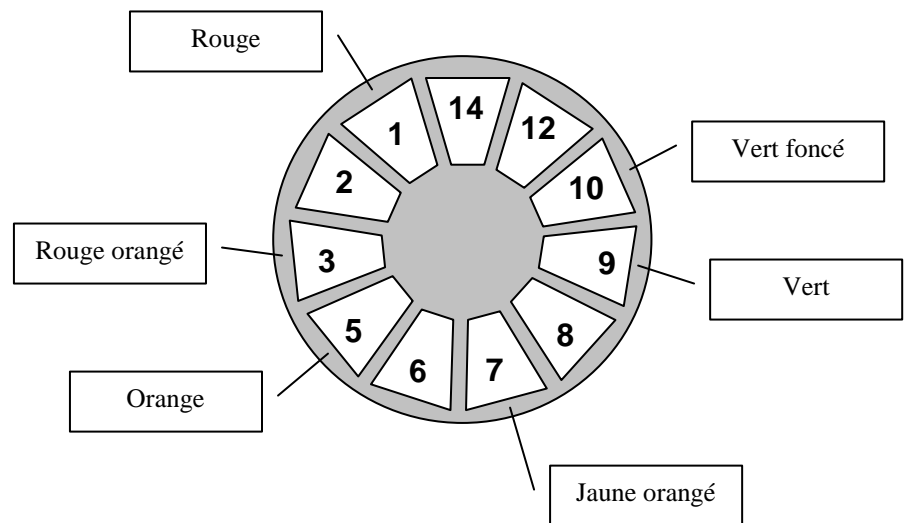 Rouge
14
1
12
Vert foncé
2
10
Rouge orangé
3
9
Vert
5
8
6
7
Orange
Jaune orangé